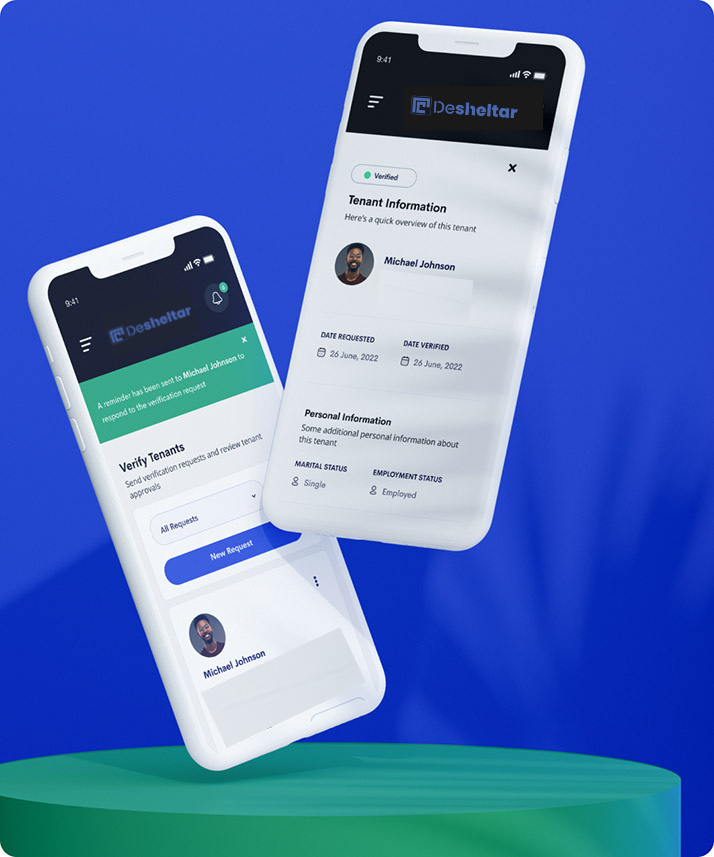 9:41
Desheltar
Verified
Tenant Information
Here's a quick overview of this tenant
Michael Johnson
DATE REQUESTED
DATE VERIFIED
26 June, 2022
26 June, 2022
Personal Information
Some additional personal information about
this tenant
MARITAL STATUS
EMPLOYMENT STATUS
Single
Employed
9:41
Desheltar
A reminder has been sent to Michael Johnson to
respond to the verification request
Verify Tenants
Send verification requests and review tenant
approvals
All Requests
New Request
Michael Johnson